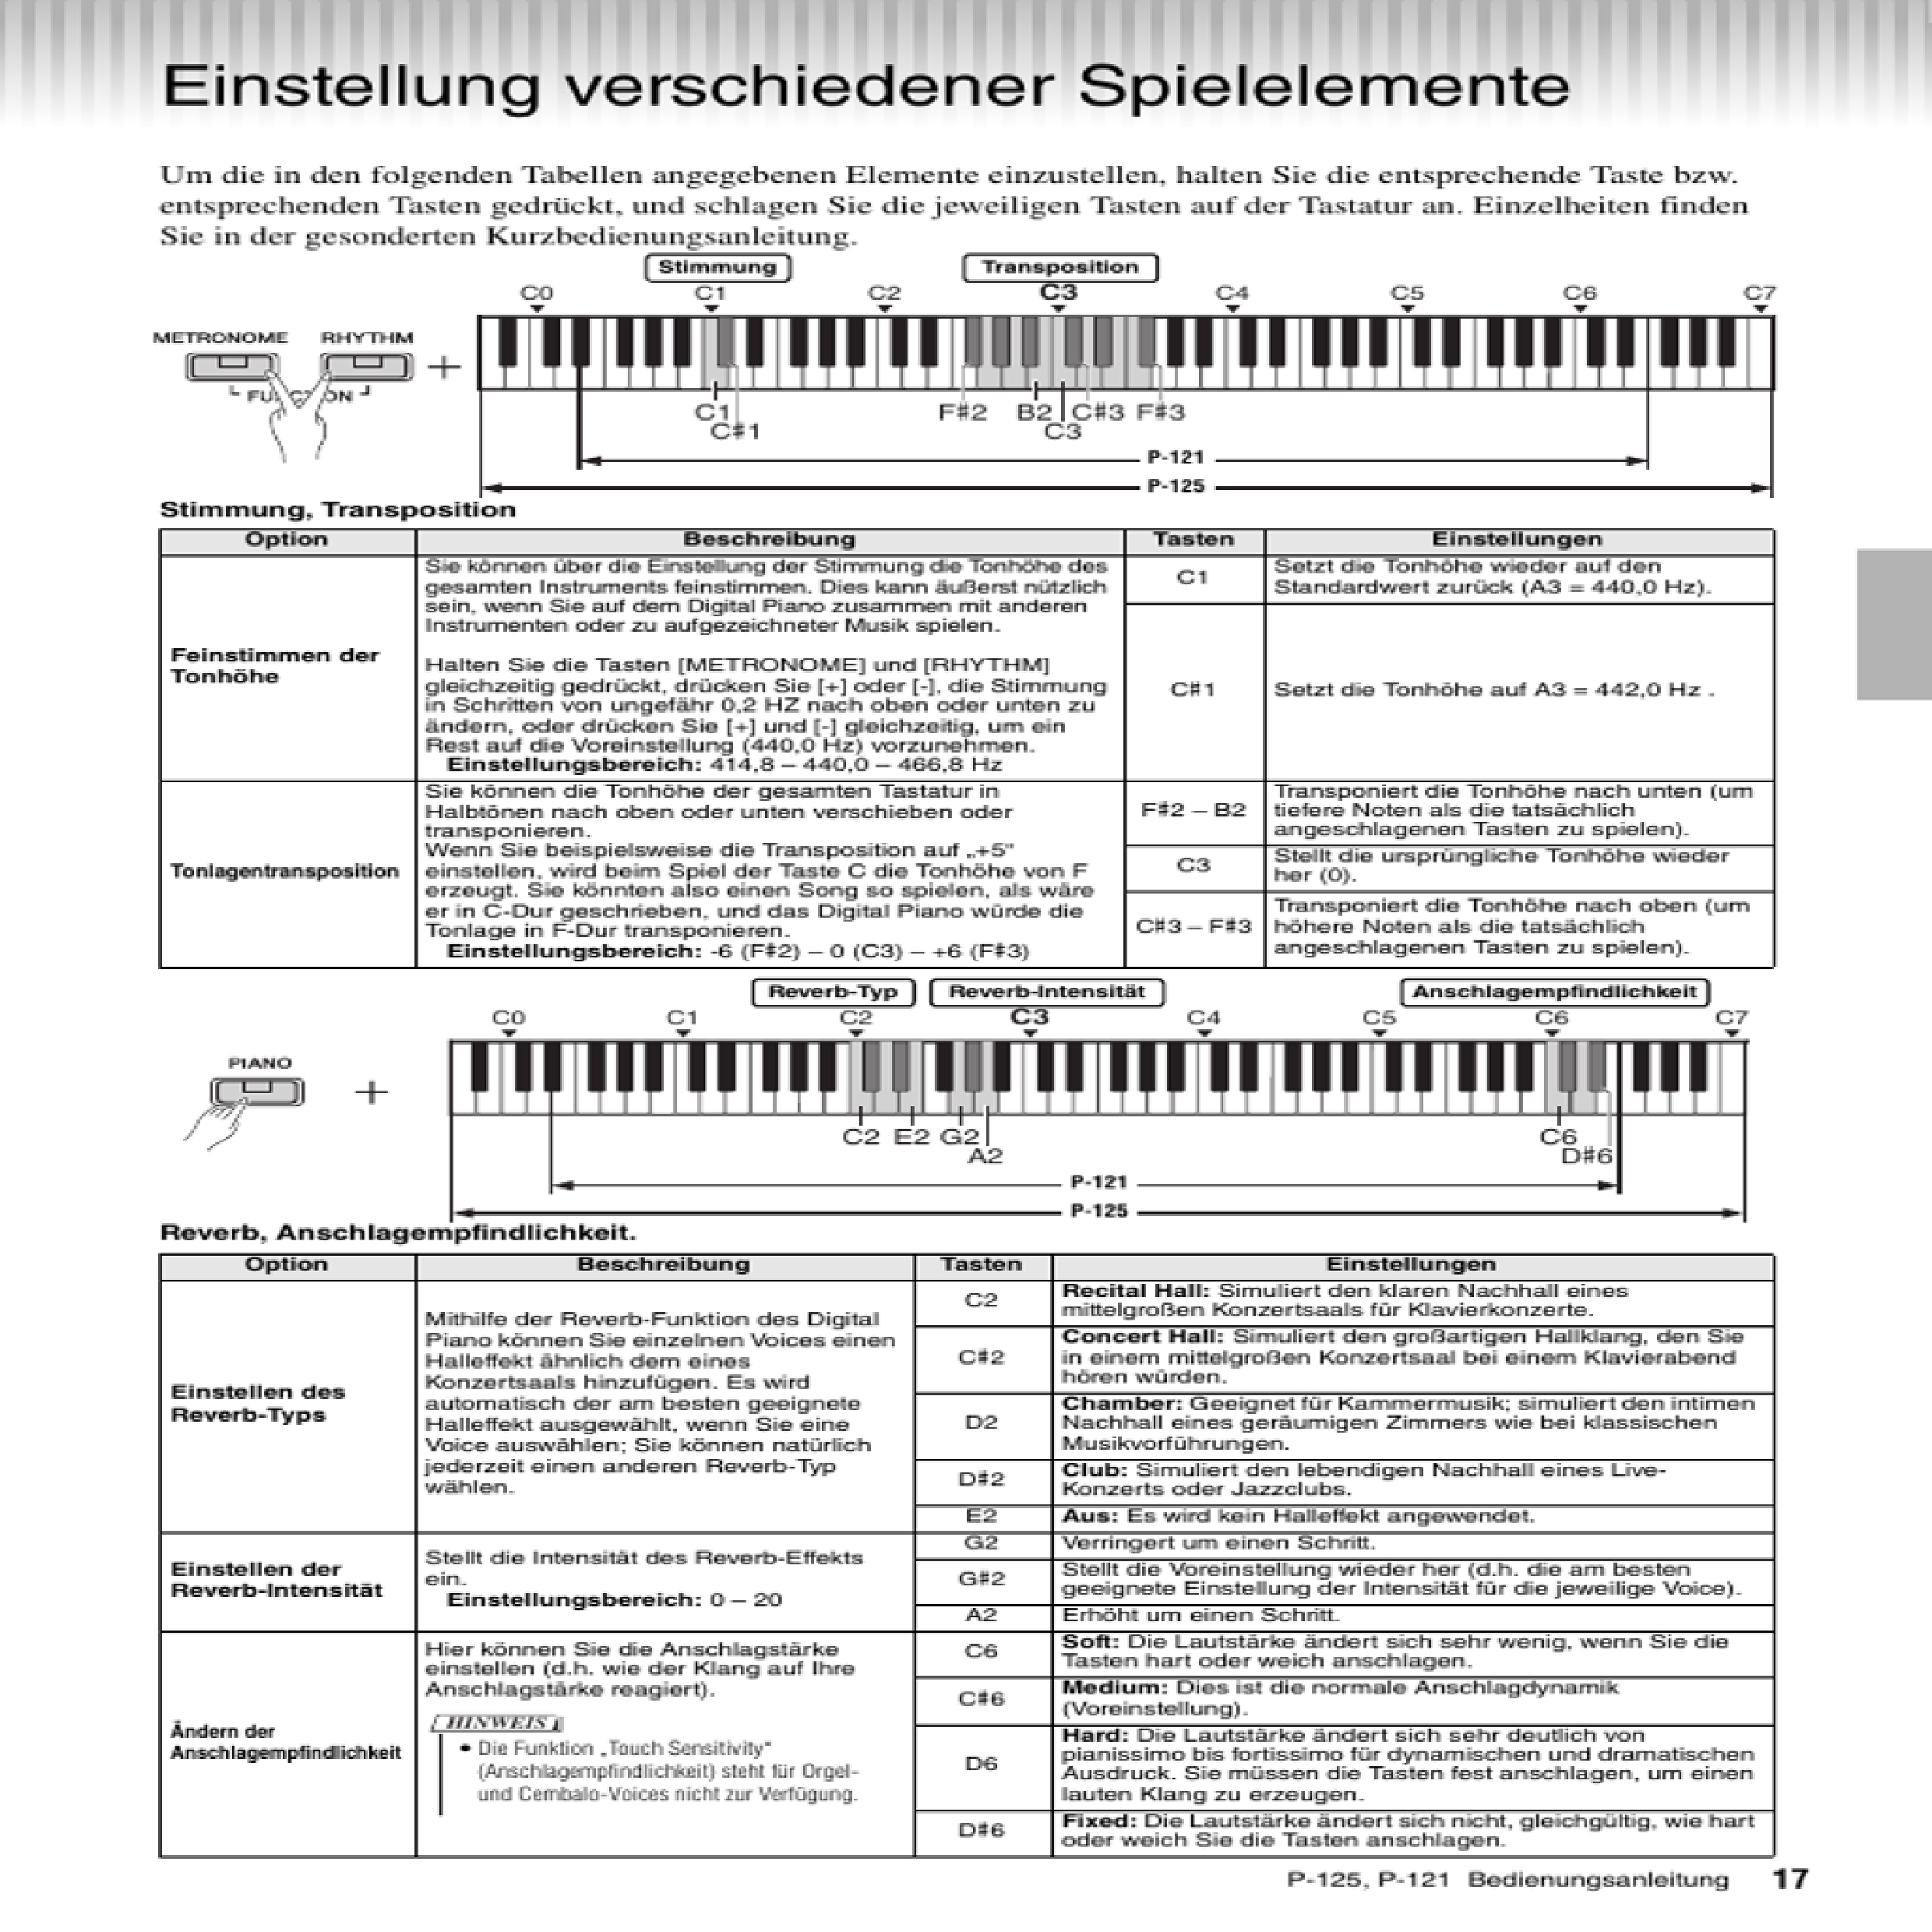 Einstellung verschiedener Spielelemente
Um die in den folgenden Tabellen angegebenen Elemente einzustellen, halten Sie die entsprechende Taste bzw.
entsprechenden Tasten gedrückt, und schlagen Sie die jeweiligen Tasten auf der Tastatur an. Einzelheiten finden
Sie in der gesonderten Kurzbedienungsanleitung.
Stimmung Transposition
C0 C1 C2 C3 C4 C5 C6 C7
METRONOME RHYTHM
+
C1 F#2 B2 C#3 F#3
C#1 C3
P-121
P-125
Stimmung, Transposition
Option Beschreibung Tasten Einstellungen
Feinstimmen der
Tonhöhe
Sie können über die Einstellung der Stimmung die Tonhöhe des
gesamten Instruments feinstimmen. Dies kann äußerst nützlich
sein, wenn Sie auf dem Digital Piano zusammen mit anderen
Instrumenten oder zu aufgezeichneter Musik spielen.
Halten Sie die Tasten [METRONOME] und [RHYTHM]
gleichzeitig gedrückt, drücken Sie [+] oder [-], die Stimmung
in Schritten von ungefähr 0,2 HZ nach oben oder unten zu
ändern, oder drücken Sie [+] und [-] gleichzeitig, um ein
Rest auf die Voreinstellung (440,0 Hz) vorzunehmen.
Einstellungsbereich: 414,8 – 440,0 – 466,8 Hz
C1
Setzt die Tonhöhe wieder auf den
Standardwert zurück (A3 = 440,0 Hz).
C#1
Setzt die Tonhöhe auf A3 = 442,0 Hz .
Tonlagentransposition
Sie können die Tonhöhe der gesamten Tastatur in
Halbtönen nach oben oder unten verschieben oder
transponieren.
Wenn Sie beispielsweise die Transposition auf „+5“
einstellen, wird beim Spiel der Taste C die Tonhöhe von F
erzeugt. Sie könnten also einen Song so spielen, als wäre
er in C-Dur geschrieben, und das Digital Piano würde die
Tonlage in F-Dur transponieren.
Einstellungsbereich: -6 (F#2) – 0 (C3) – +6 (F#3)
F#2 – B2
Transponiert die Tonhöhe nach unten (um
tiefere Noten als die tatsächlich
angeschlagenen Tasten zu spielen).
C3
Stellt die ursprüngliche Tonhöhe wieder
her (0).
C#3 – F#3
Transponiert die Tonhöhe nach oben (um
höhere Noten als die tatsächlich
angeschlagenen Tasten zu spielen).
Reverb-Typ Reverb-Intensität Anschlagempfindlichkeit
C0 C1 C2 C3 C4 C5 C6 C7
PIANO
+
C2 E2 G2 C6
A2 D#6
P-121
P-125
Reverb, Anschlagempfindlichkeit.
Option Beschreibung Tasten Einstellungen
Einstellen des
Reverb-Typs
Mithilfe der Reverb-Funktion des Digital
Piano können Sie einzelnen Voices einen
Halleffekt ähnlich dem eines
Konzertsaals hinzufügen. Es wird
automatisch der am besten geeignete
Halleffekt ausgewählt, wenn Sie eine
Voice auswählen; Sie können natürlich
jederzeit einen anderen Reverb-Typ
wählen.
C2
Recital Hall: Simuliert den klaren Nachhall eines
mittelgroßen Konzertsaals für Klavierkonzerte.
C#2
Concert Hall: Simuliert den großartigen Hallklang, den Sie
in einem mittelgroßen Konzertsaal bei einem Klavierabend
hören würden.
D2
Chamber: Geeignet für Kammermusik; simuliert den intimen
Nachhall eines geräumigen Zimmers wie bei klassischen
Musikvorführungen.
D#2
Club: Simuliert den lebendigen Nachhall eines Live-
Konzerts oder Jazzclubs.
E2
Aus: Es wird kein Halleffekt angewendet.
Einstellen der
Reverb-Intensität
Stellt die Intensität des Reverb-Effekts
ein.
Einstellungsbereich: 0 – 20
G2
Verringert um einen Schritt.
G#2
Stellt die Voreinstellung wieder her (d.h. die am besten
geeignete Einstellung der Intensität für die jeweilige Voice).
A2
Erhöht um einen Schritt.
Ändern der
Anschlagempfindlichkeit
Hier können Sie die Anschlagstärke
einstellen (d.h. wie der Klang auf Ihre
Anschlagstärke reagiert).
HINWEIS
• Die Funktion „Touch Sensitivity“
(Anschlagempfindlichkeit) steht für Orgel-
und Cembalo-Voices nicht zur Verfügung.
C6
Soft: Die Lautstärke ändert sich sehr wenig, wenn Sie die
Tasten hart oder weich anschlagen.
C#6
Medium: Dies ist die normale Anschlagdynamik
(Voreinstellung).
D6
Hard: Die Lautstärke ändert sich sehr deutlich von
pianissimo bis fortissimo für dynamischen und dramatischen
Ausdruck. Sie müssen die Tasten fest anschlagen, um einen
lauten Klang zu erzeugen.
D#6
Fixed: Die Lautstärke ändert sich nicht, gleichgültig, wie hart
oder weich Sie die Tasten anschlagen.
P-125, P-121 Bedienungsanleitung 17